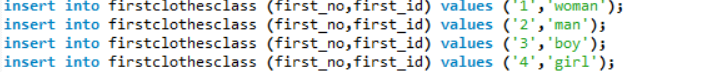 insert into firstclothesclass (first_no,first_id) values ('1','woman');
insert into firstclothesclass (first_no,first_id) values ('2','man');
insert into firstclothesclass (first_no,first_id) values ('3','boy');
insert into firstclothesclass (first_no,first_id) values ('4','girl');